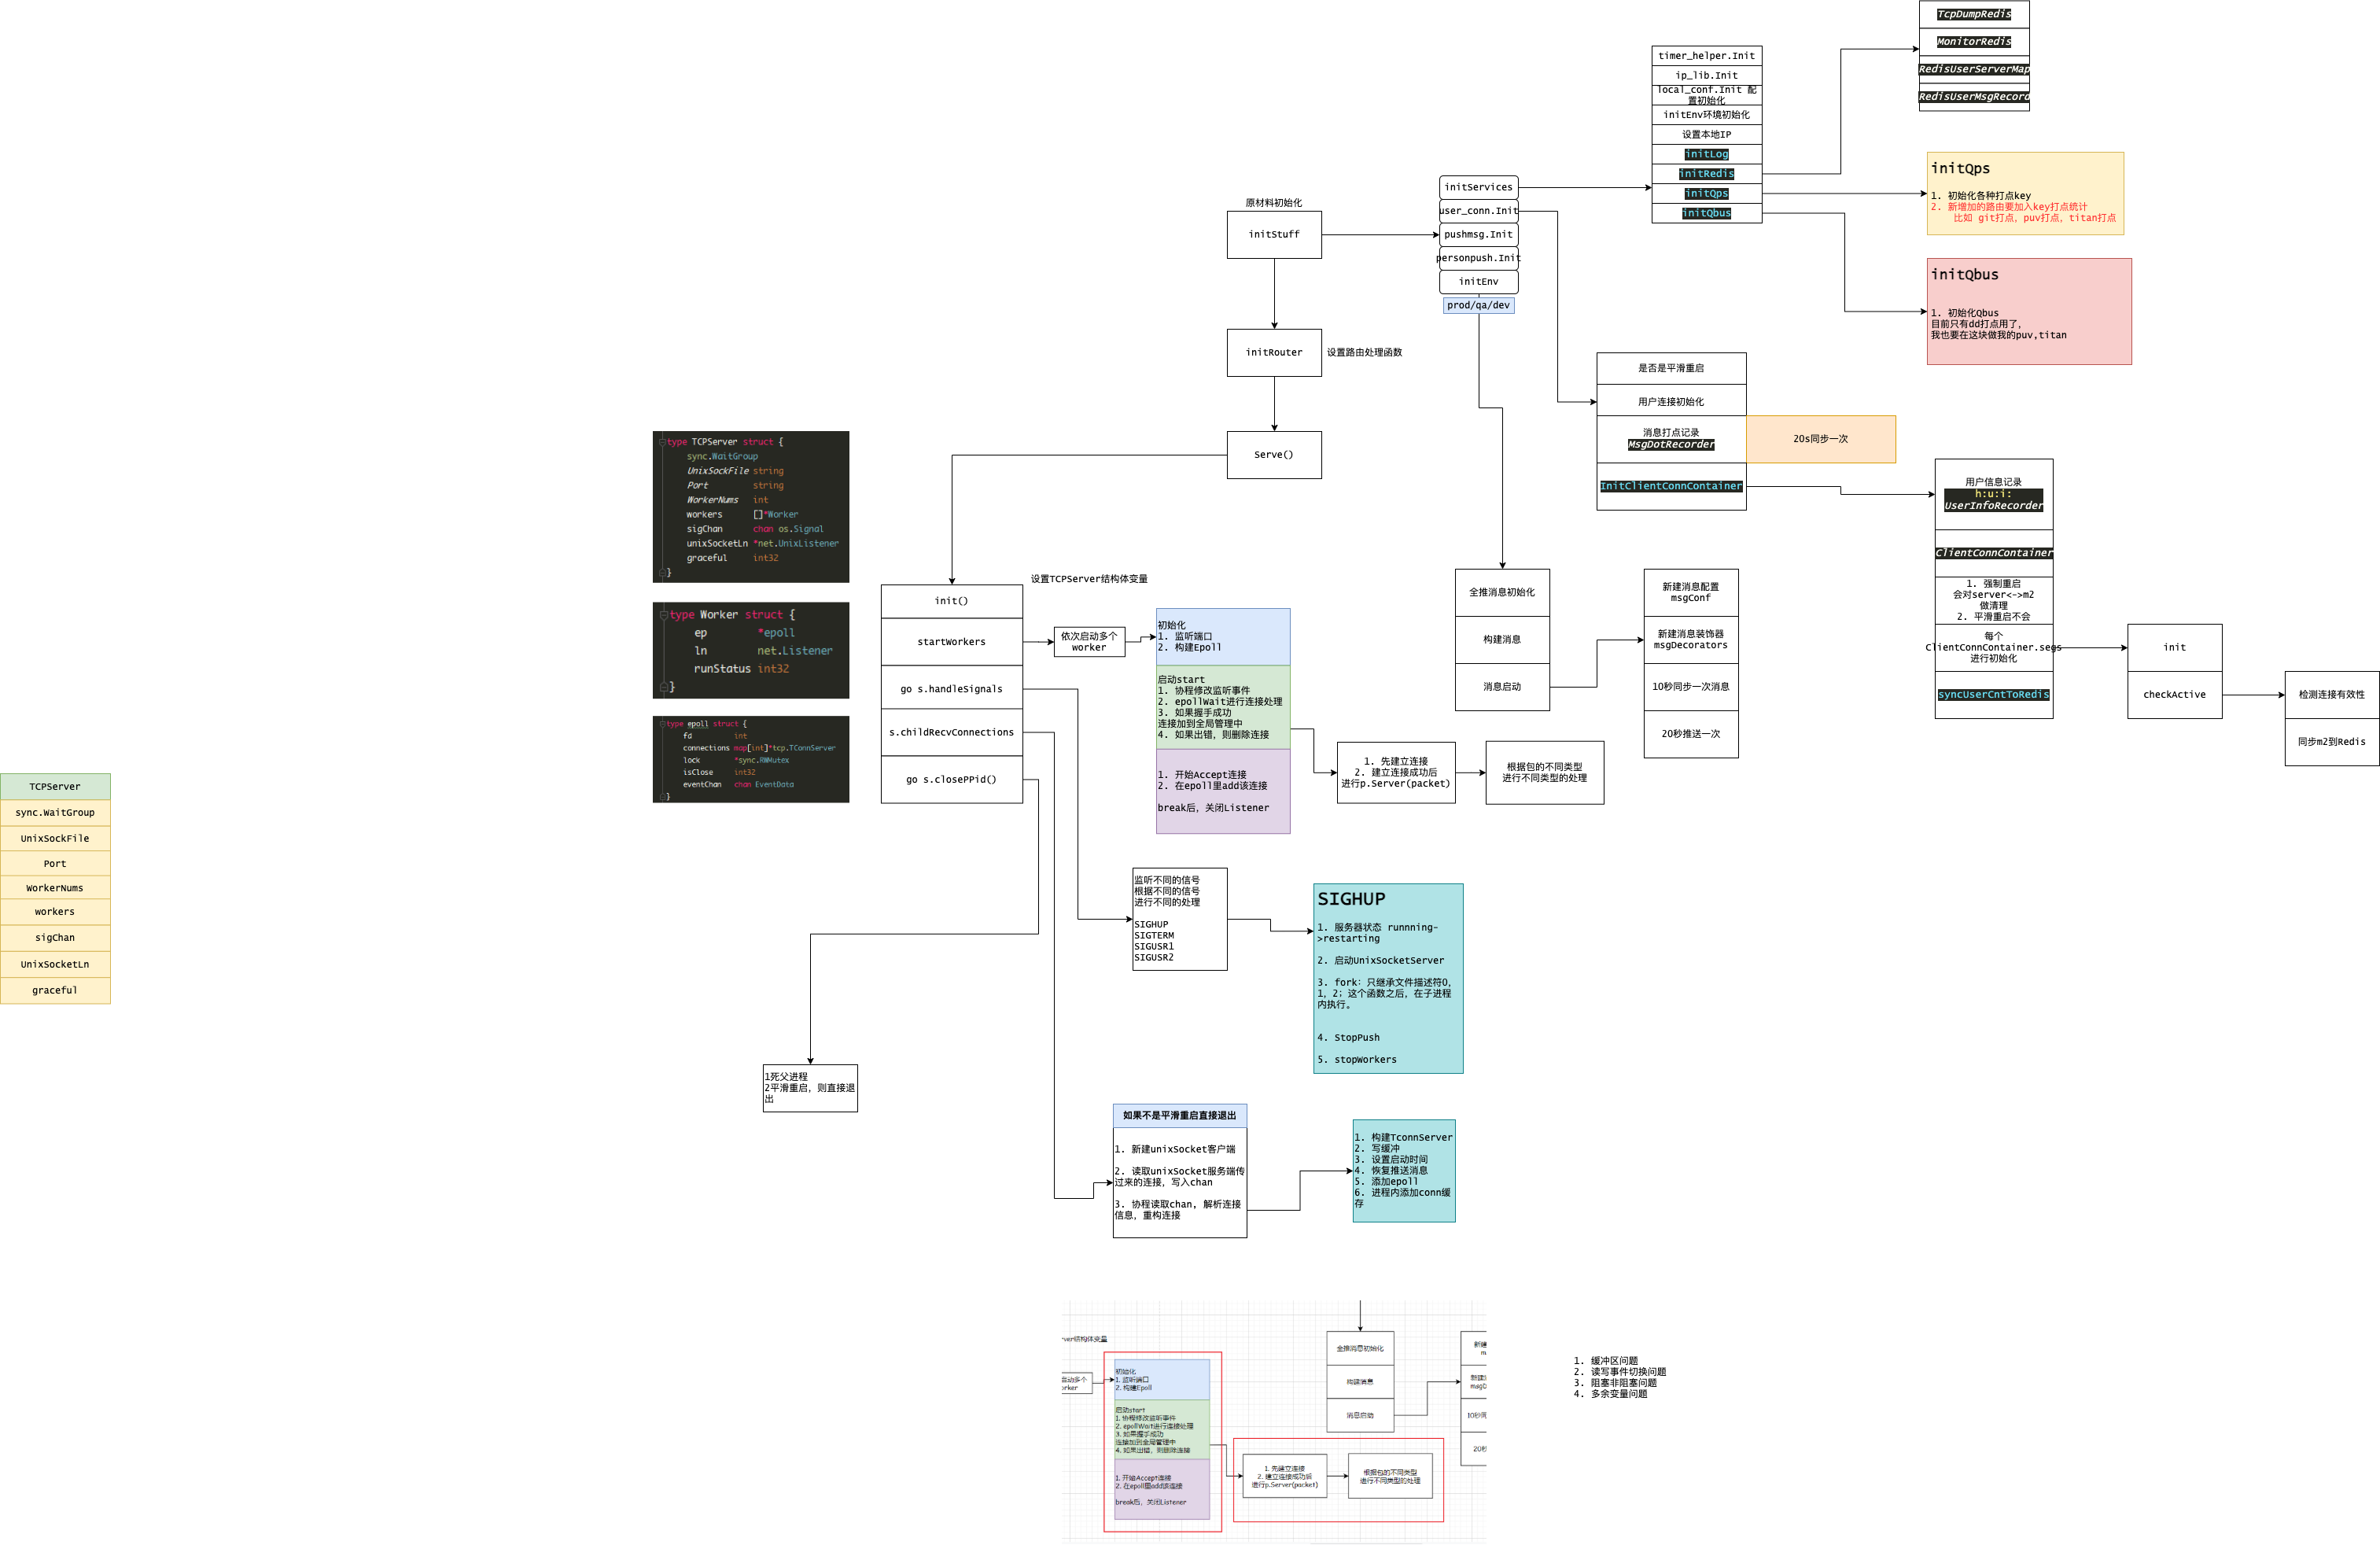 TcpDumpRedis
MonitorRedis
RedisUserServerMap
RedisUserMsgRecord
timer_helper.Init
ip_lib.Init
local_conf.Init 配
置初始化
initEnv环境初始化
设置本地IP
initLog
initRedis
initQps
initQbus
initQps
1. 初始化各种打点key
2. 新增加的路由要加入key打点统计
比如 git打点，puv打点，titan打点
initQbus
1. 初始化Qbus
目前只有dd打点用了，
我也要在这块做我的puv,titan
原材料初始化
initStuff
initRouter
设置路由处理函数
Serve()
initServices
user_conn.Init
pushmsg.Init
personpush.Init
initEnv
prod/qa/dev
是否是平滑重启
用户连接初始化
消息打点记录
MsgDotRecorder
20s同步一次
InitClientConnContainer
用户信息记录
h:u:i:
UserInfoRecorder
ClientConnContainer
1. 强制重启
会对server<->m2
做清理
2. 平滑重启不会
每个
ClientConnContainer.segs
进行初始化
syncUserCntToRedis
init
checkActive
检测连接有效性
同步m2到Redis
type TCPServer struct {
sync.WaitGroup
UnixSockFile string
Port string
WorkerNums int
workers []*Worker
sigChan chan os.Signal
unixSocketLn *net.UnixListener
graceful int32
}
type Worker struct {
ep *epoll
ln net.Listener
runStatus int32
}
type epoll struct {
fd int
connections map[int]*tcp.TConnServer
lock *sync.RWMutex
isClose int32
eventChan chan EventData
}
TCPServer
sync.WaitGroup
UnixSockFile
Port
WorkerNums
workers
sigChan
UnixSocketLn
graceful
设置TCPServer结构体变量
init()
startWorkers
go s.handleSignals
s.childRecvConnections
go s.closePPid()
依次启动多个
worker
初始化
1. 监听端口
2. 构建Epoll
启动start
1. 协程修改监听事件
2. epollWait进行连接处理
3. 如果握手成功
连接加到全局管理中
4. 如果出错，则删除连接
1. 开始Accept连接
2. 在epoll里add该连接
break后，关闭Listener
1. 先建立连接
2. 建立连接成功后
进行p.Server(packet)
根据包的不同类型
进行不同类型的处理
全推消息初始化
构建消息
消息启动
新建消息配置
msgConf
新建消息装饰器
msgDecorators
10秒同步一次消息
20秒推送一次
监听不同的信号
根据不同的信号
进行不同的处理
SIGHUP
SIGTERM
SIGUSR1
SIGUSR2
SIGHUP
1. 服务器状态 runnning-
>restarting
2. 启动UnixSocketServer
3. fork：只继承文件描述符0，
1，2；这个函数之后，在子进程
内执行。
4. StopPush
5. stopWorkers
1死父进程
2平滑重启，则直接退
出
如果不是平滑重启直接退出
1. 新建unixSocket客户端
2. 读取unixSocket服务端传
过来的连接，写入chan
3. 协程读取chan, 解析连接
信息，重构连接
1. 构建TconnServer
2. 写缓冲
3. 设置启动时间
4. 恢复推送消息
5. 添加epoll
6. 进程内添加conn缓
存
rver结构体变量
启动多个
orker
初始化
1. 监听端口
2. 构建Epoll
启动start
1. 协程修改监听事件
2. epollWait进行连接处理
3. 如果握手成功
连接加到全局管理中
4. 如果出错，则删除连接
1. 开始Accept连接
2. 在epoll里add该连接
break后，关闭Listener
1. 先建立连接
2. 建立连接成功后
进行p.Server(packet)
根据包的不同类型
进行不同类型的处理
全推消息初始化
构建消息
消息启动
新建
m
新建
msgD
10秒
20秒
1. 缓冲区问题
2. 读写事件切换问题
3. 阻塞非阻塞问题
4. 多余变量问题